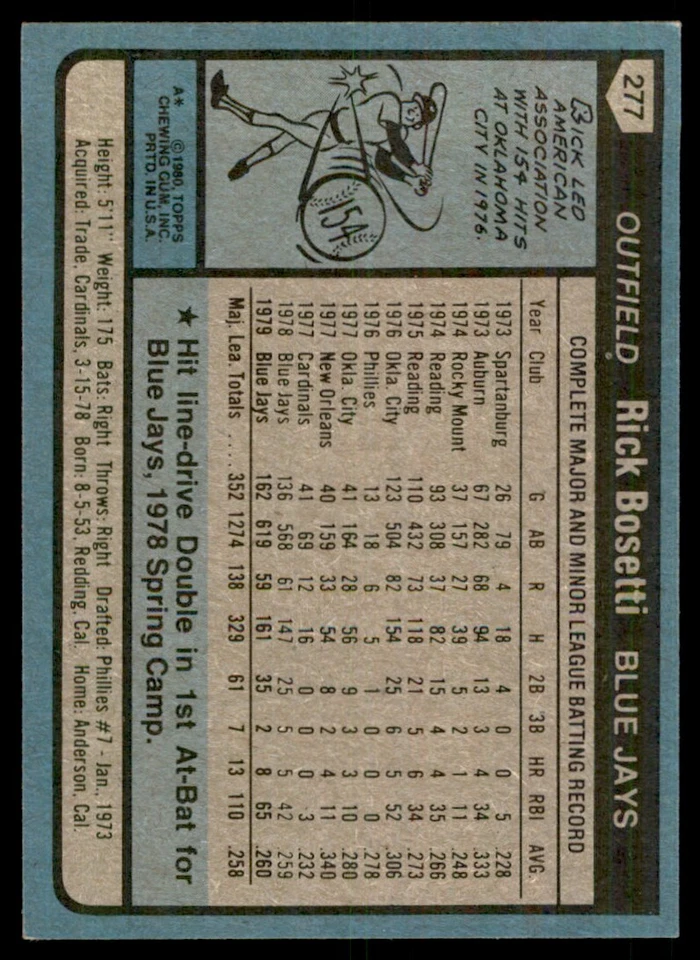 277
OUTFIELD Rick Bosetti BLUE JAYS
RICK LED
AMERICAN
ASSOCIATION
WITH 154 HITS
AT OKLAHOMA
CITY IN 1976.
154
A* ©1980, TOPPS
CHEWING GUM, INC.
PRTD. IN U.S.A.
COMPLETE MAJOR AND MINOR LEAGUE BATTING RECORD
Year Club G AB R H 2B 3B HR RBI AVG
1973 Spartanburg 26 79 4 18 4 0 0 5 .228
1973 Auburn 67 282 68 94 13 3 4 34 .333
1974 Rocky Mount 37 157 27 39 5 2 1 11 .248
1974 Reading 93 308 37 82 15 4 4 35 .266
1975 Reading 110 432 73 118 21 5 6 34 .273
1976 Okla. City 123 504 82 154 25 6 5 52 .306
1976 Phillies 13 18 6 5 1 0 0 0 .278
1977 Okla. City 41 164 28 56 9 3 3 10 .280
1977 New Orleans 40 159 33 54 8 2 4 11 .340
1977 Cardinals 41 69 12 16 0 0 0 3 .232
1978 Blue Jays 136 568 61 147 25 5 5 42 .259
1979 Blue Jays 162 619 59 161 35 2 8 65 .260
Maj. Lea. Totals .... 352 1274 138 329 61 7 13 110 .258
★ Hit line-drive Double in 1st At-Bat for
Blue Jays, 1978 Spring Camp.
Height: 5'11" Weight: 175 Bats: Right Throws: Right Drafted: Phillies #7 - Jan., 1973
Acquired: Trade, Cardinals, 3-15-78 Born: 8-5-53, Redding, Cal. Home: Anderson, Cal.